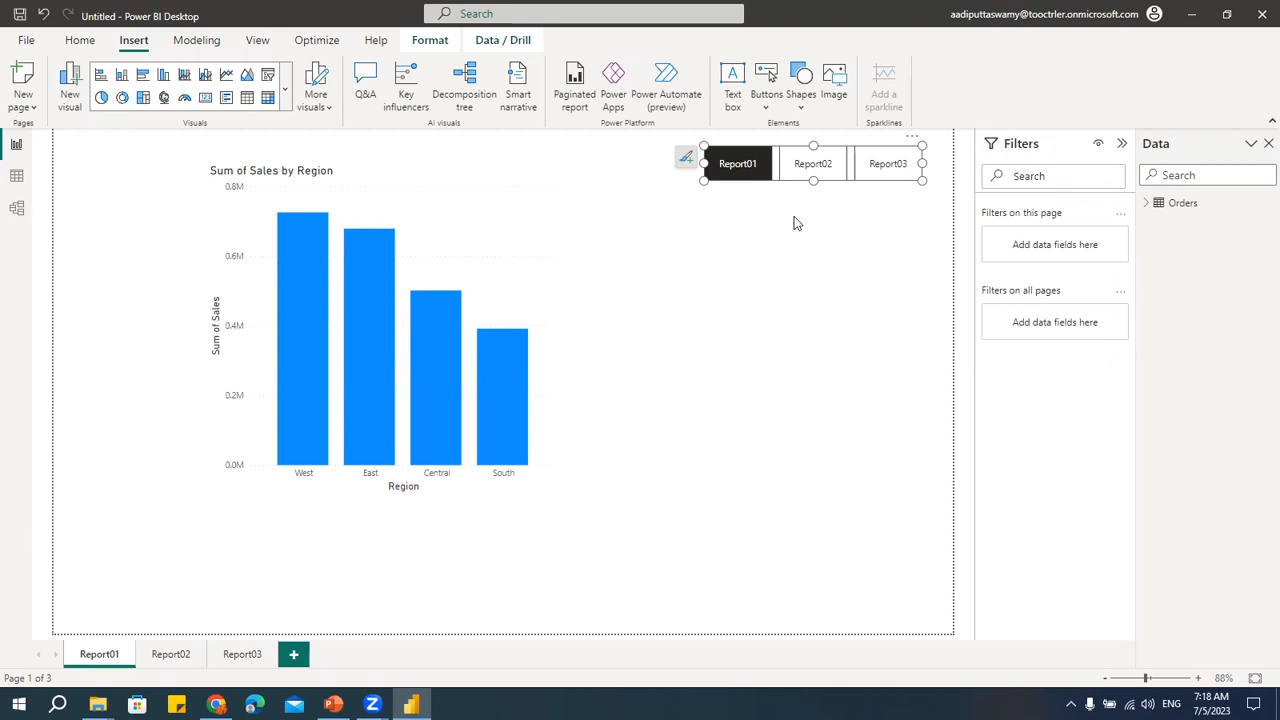 Untitled - Power BI Desktop
Search
aadiputtaswamy@tooctrler.onmicrosoft.com
File
Home
Insert
Modeling
View
Optimize
Help
Format
Data / Drill
New
page
New
visual
More
visuals
Q&A
Key
influencers
Decomposition
tree
Smart
narrative
Paginated
report
Power
Apps
Power Automate
(preview)
Text
box
Buttons
Shapes
Image
Add a
sparkline
Pages
Visuals
AI visuals
Power Platform
Elements
Sparklines
Report01
Report02
Report03
Sum of Sales by Region
0.8M
0.6M
0.4M
0.2M
0.0M
Sum of Sales
West
East
Central
South
Region
Filters
Search
Filters on this page
Add data fields here
Filters on all pages
Add data fields here
Data
Search
Orders
Report01
Report02
Report03
Page 1 of 3
88%
ENG
7:18 AM
7/5/2023